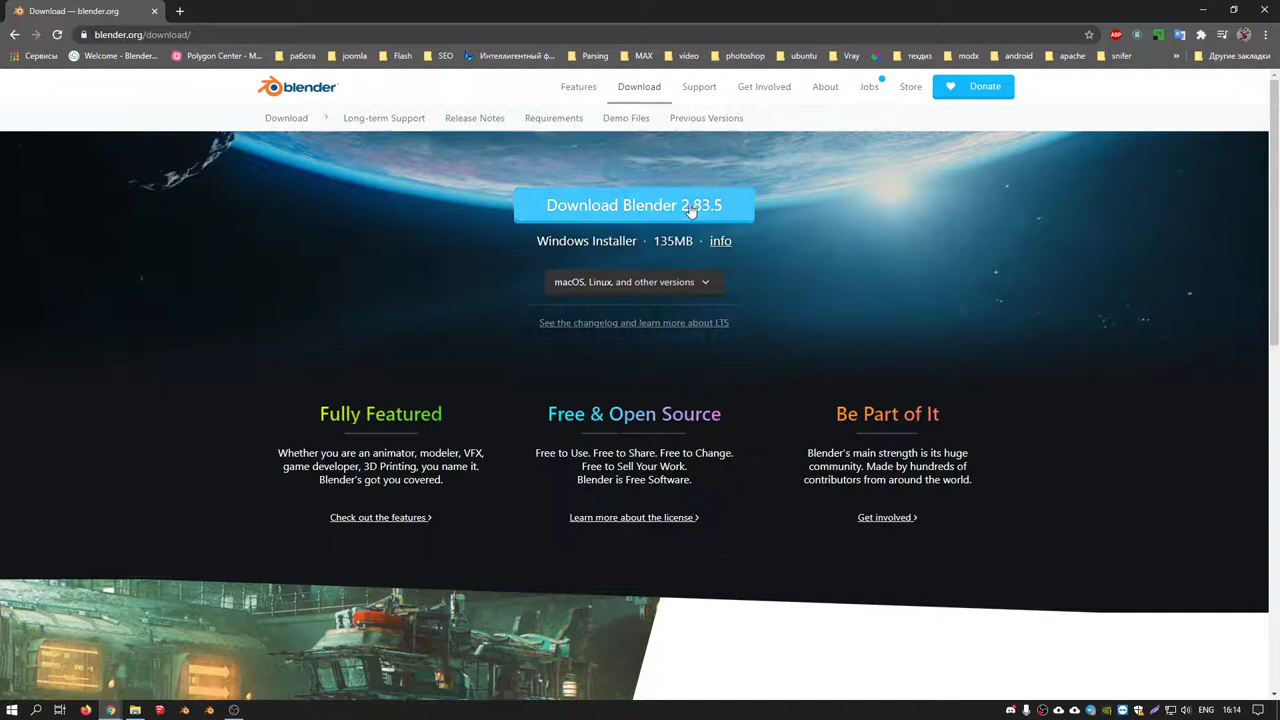 Download — blender.org
blender.org/download/
Сервисы
Welcome - Blender...
Polygon Center - М...
работа
joomla
Flash
SEO
Интеллигентный ф...
Parsing
MAX
video
photoshop
ubuntu
Vray
техдиз
modx
android
apache
snifer
»
Другие закладки
blender
Features
Download
Support
Get Involved
About
Jobs
Store
Donate
Download
Long-term Support
Release Notes
Requirements
Demo Files
Previous Versions
Download Blender 2.83.5
Windows Installer · 135MB · info
macOS, Linux, and other versions
See the changelog and learn more about LTS
Fully Featured
Whether you are an animator, modeler, VFX,
game developer, 3D Printing, you name it.
Blender's got you covered.
Check out the features
Free & Open Source
Free to Use. Free to Share. Free to Change.
Free to Sell Your Work.
Blender is Free Software.
Learn more about the license
Be Part of It
Blender's main strength is its huge
community. Made by hundreds of
contributors from around the world.
Get involved
ENG
16:14